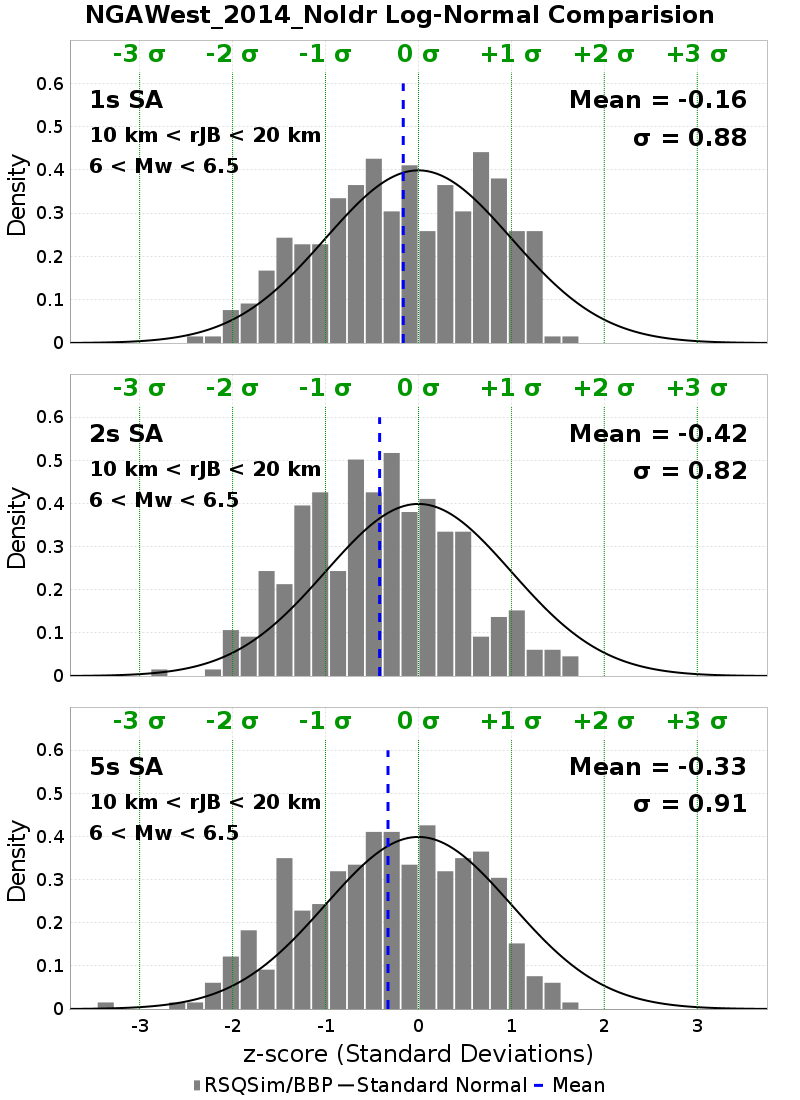 NGAWest_2014_NoIdr Log-Normal Comparision
-3 σ -2 σ -1 σ 0 σ +1 σ +2 σ +3 σ
0.6
1s SA Mean = -0.16
0.5
10 km < rJB < 20 km σ = 0.88
6 < Mw < 6.5
0.4
0.3
0.2
0.1
0
Density
-3 σ -2 σ -1 σ 0 σ +1 σ +2 σ +3 σ
0.6
2s SA Mean = -0.42
0.5
10 km < rJB < 20 km σ = 0.82
6 < Mw < 6.5
0.4
0.3
0.2
0.1
0
Density
-3 σ -2 σ -1 σ 0 σ +1 σ +2 σ +3 σ
0.6
5s SA Mean = -0.33
0.5
10 km < rJB < 20 km σ = 0.91
6 < Mw < 6.5
0.4
0.3
0.2
0.1
0
Density
-3 -2 -1 0 1 2 3
z-score (Standard Deviations)
RSQSim/BBP Standard Normal Mean